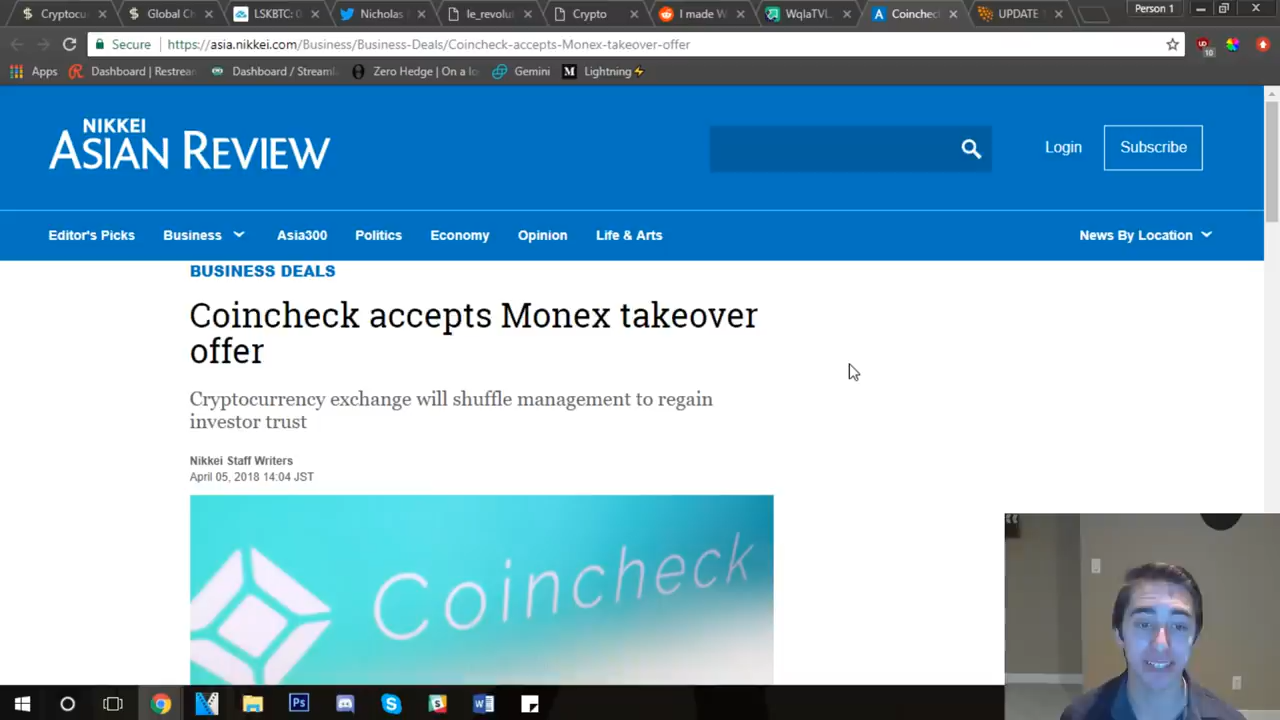 Cryptocu
Global Ch
LSKBTC:
Nicholas
le_revolu
Crypto
I made W
WqlaTVL
Coincheck
UPDATE
Person 1
Secure
https://asia.nikkei.com/Business/Business-Deals/Coincheck-accepts-Monex-takeover-offer
Apps
Dashboard | Restrea
Dashboard / Streaml
Zero Hedge | On a lo
Gemini
Lightning⚡
NIKKEI
ASIAN REVIEW
Login
Subscribe
Editor's Picks
Business
Asia300
Politics
Economy
Opinion
Life & Arts
News By Location
BUSINESS DEALS
Coincheck accepts Monex takeover
offer
Cryptocurrency exchange will shuffle management to regain
investor trust
Nikkei Staff Writers
April 05, 2018 14:04 JST
Coincheck